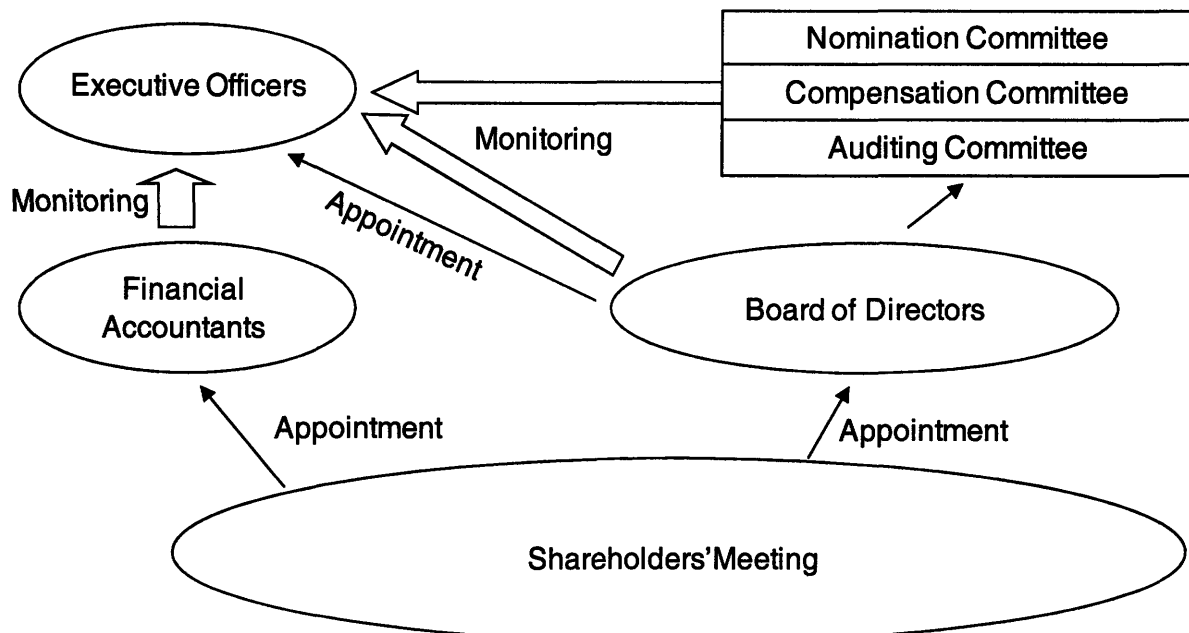 Nomination Committee
Executive Officers
Compensation Committee
Monitoring
Auditing Committee
Monitoring
Appointment
Financial
Accountants
Board of Directors
Appointment
Appointment
Shareholders'Meeting